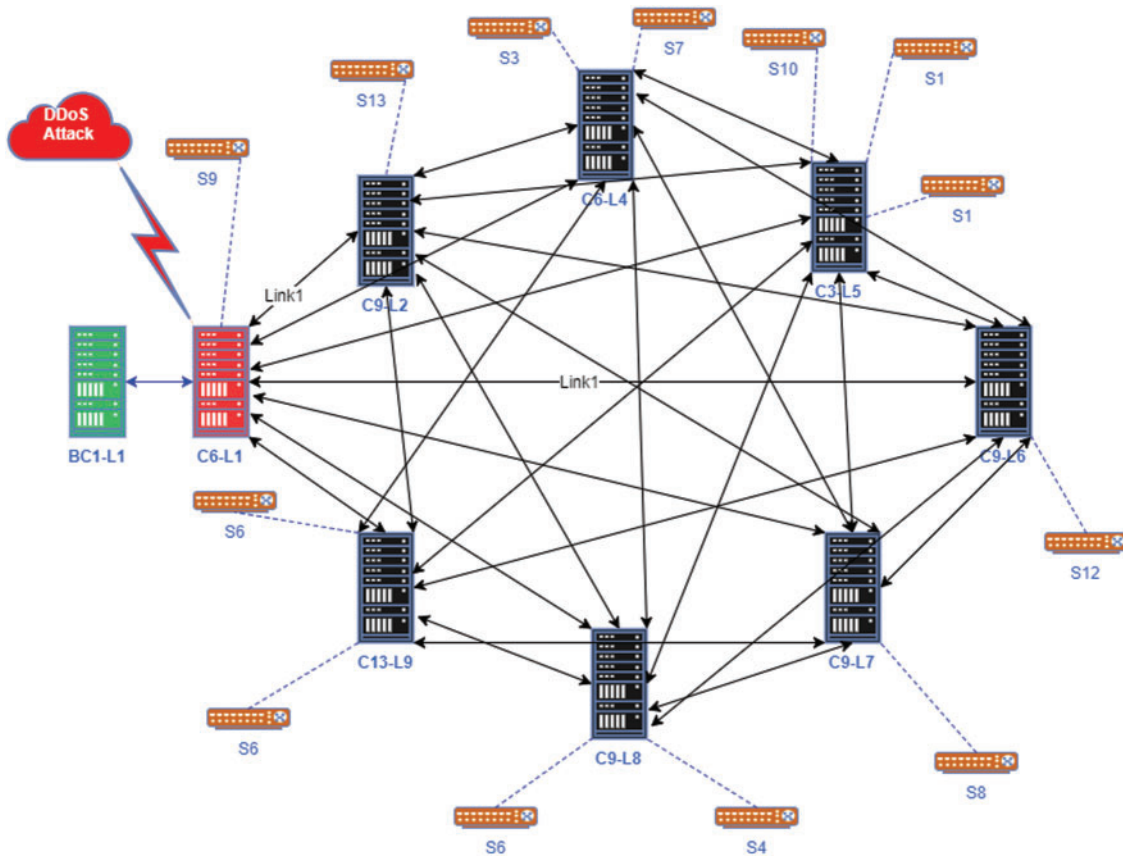 S3
S7
S10
S1
S13
DDoS
Attack
S9
S1
C6-L4
C9-L2
C3-L5
Link1
Link1
BC1-L1
C6-L1
C9-L6
S6
S12
C13-L9
C9-L7
S6
C9-L8
S8
S6
S4